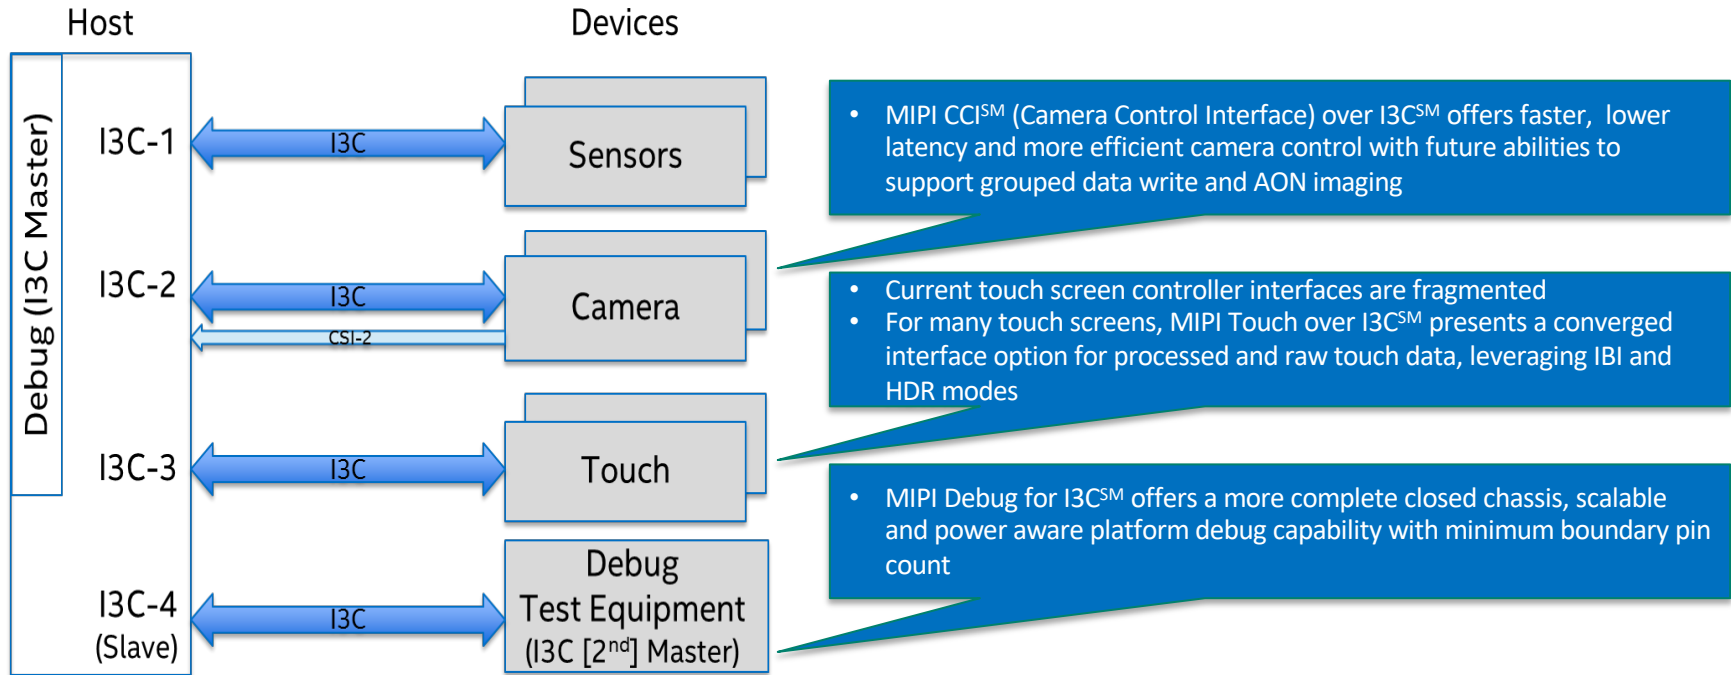 Host
Devices
Debug (I3C Master)
I3C-1
I3C
Sensors
I3C-2
I3C
CSI-2
Camera
I3C-3
I3C
Touch
I3C-4
(Slave)
I3C
Debug
Test Equipment
(I3C [2nd] Master)
• MIPI CCISM (Camera Control Interface) over I3CSM offers faster, lower
latency and more efficient camera control with future abilities to
support grouped data write and AON imaging
• Current touch screen controller interfaces are fragmented
• For many touch screens, MIPI Touch over I3CSM presents a converged
interface option for processed and raw touch data, leveraging IBI and
HDR modes
• MIPI Debug for I3CSM offers a more complete closed chassis, scalable
and power aware platform debug capability with minimum boundary pin
count